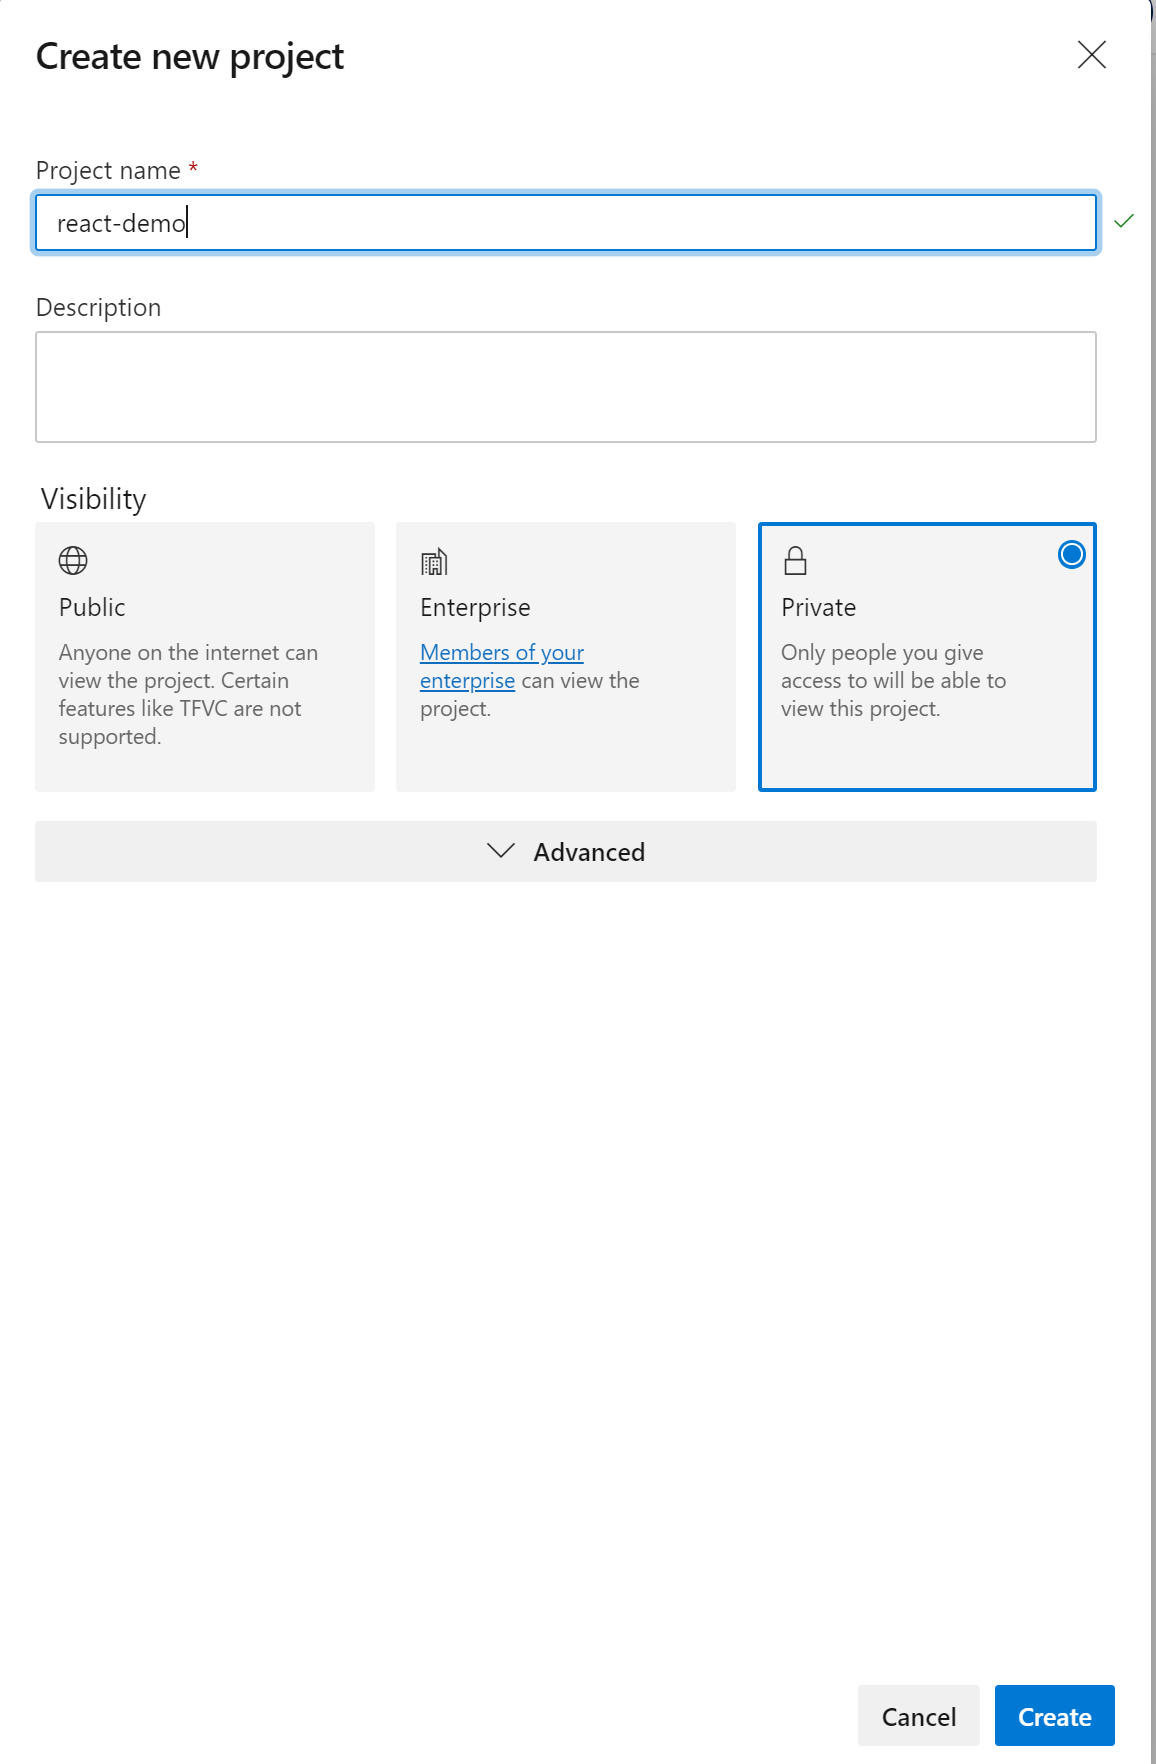 Create new project
Project name *
react-demo
Description
Visibility
Public
Anyone on the internet can
view the project. Certain
features like TFVC are not
supported.
Enterprise
Members of your
enterprise can view the
project.
Private
Only people you give
access to will be able to
view this project.
Advanced
Cancel
Create